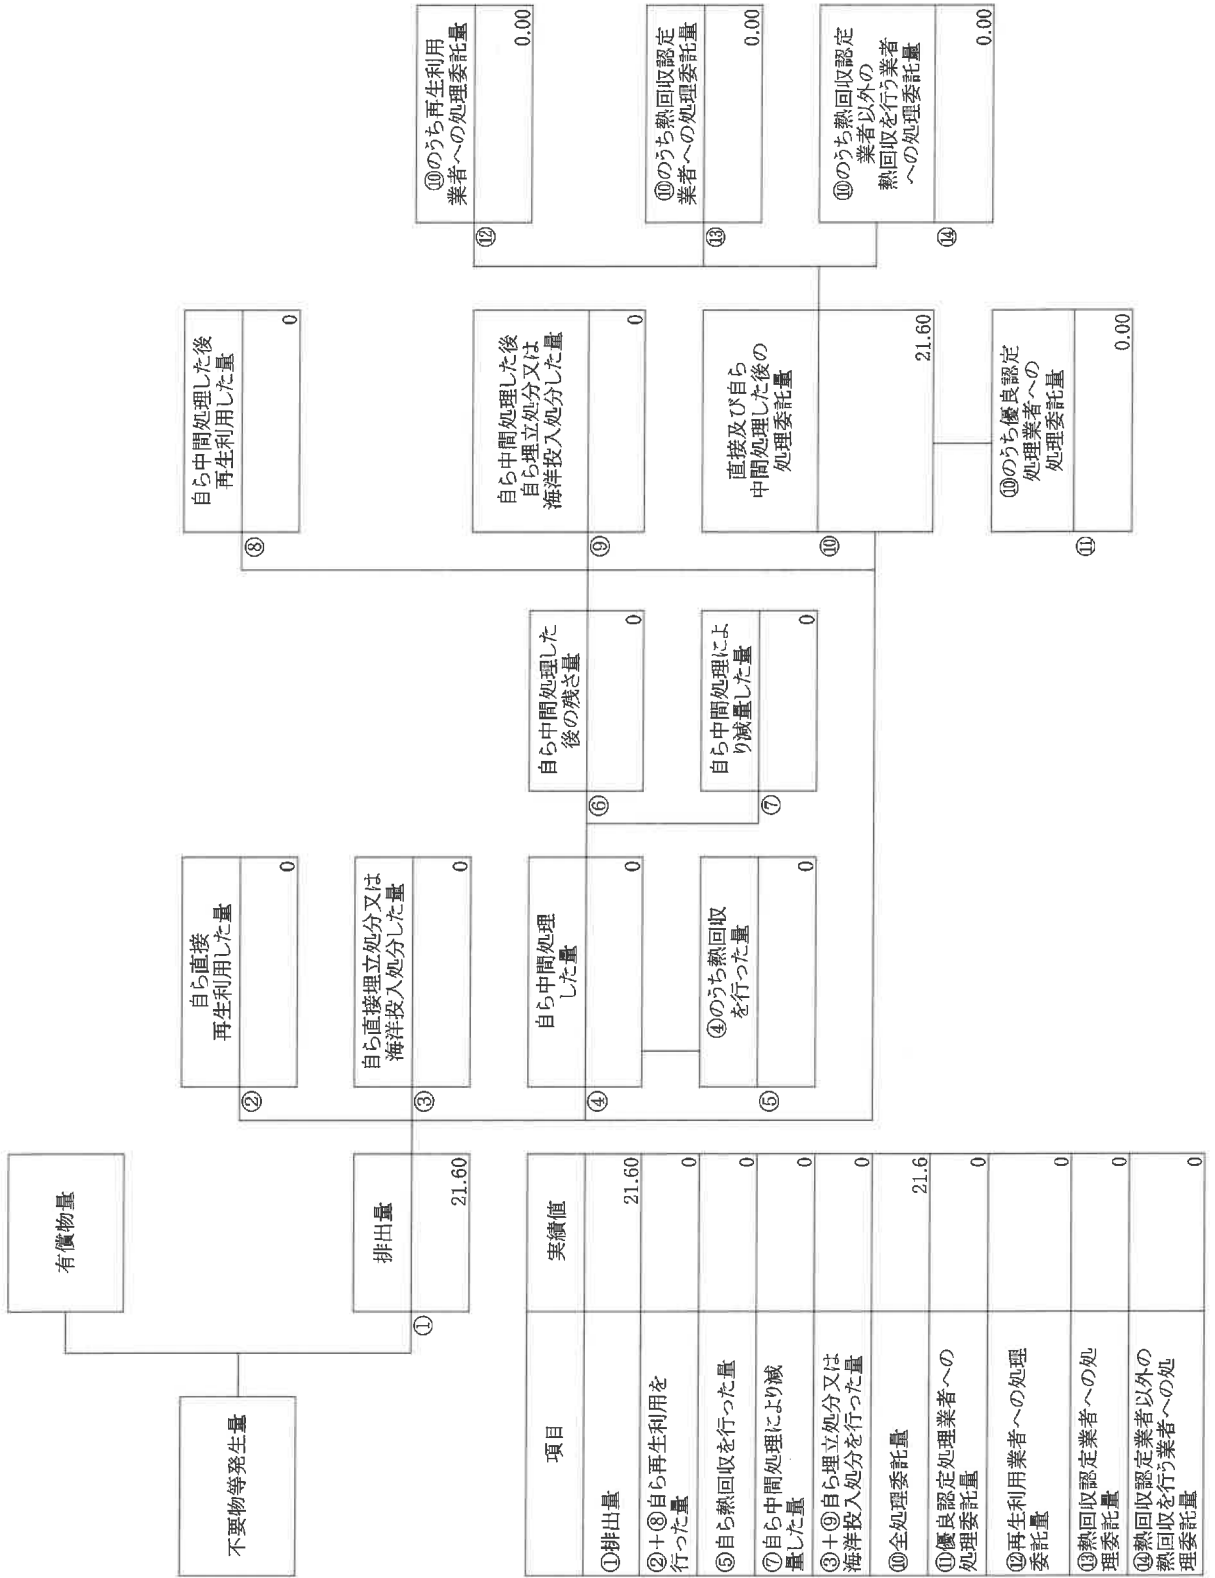 不要物等発生量
有償物量
①
排出量
21.60
②
自ら直接
再生利用した量
0
③
自ら直接埋立処分又は
海洋投入処分した量
0
④
自ら中間処理
した量
0
⑤
④のうち熱回収
を行った量
0
⑥
自ら中間処理した
後の残さ量
0
⑦
自ら中間処理によ
り減量した量
0
⑧
自ら中間処理した後
再生利用した量
0
⑨
自ら中間処理した後
自ら埋立処分又は
海洋投入処分した量
0
⑩
直接及び自ら
中間処理した後の
処理委託量
21.60
⑪
⑩のうち優良認定
処理業者への
処理委託量
0.00
⑫
⑩のうち再生利用
業者への処理委託量
0.00
⑬
⑩のうち熱回収認定
業者への処理委託量
0.00
⑭
⑩のうち熱回収認定
業者以外の
熱回収を行う業者
への処理委託量
0.00
項目
実績値
①排出量
21.60
②+⑧自ら再生利用を
行った量
0
⑤自ら熱回収を行った量
0
⑦自ら中間処理により減
量した量
0
③+⑨自ら埋立処分又は
海洋投入処分を行った量
0
⑩全処理委託量
21.6
⑪優良認定処理業者への
処理委託量
0
⑫再生利用業者への処理
委託量
0
⑬熱回収認定業者への処
理委託量
0
⑭熱回収認定業者以外の
熱回収を行う業者への処
理委託量
0